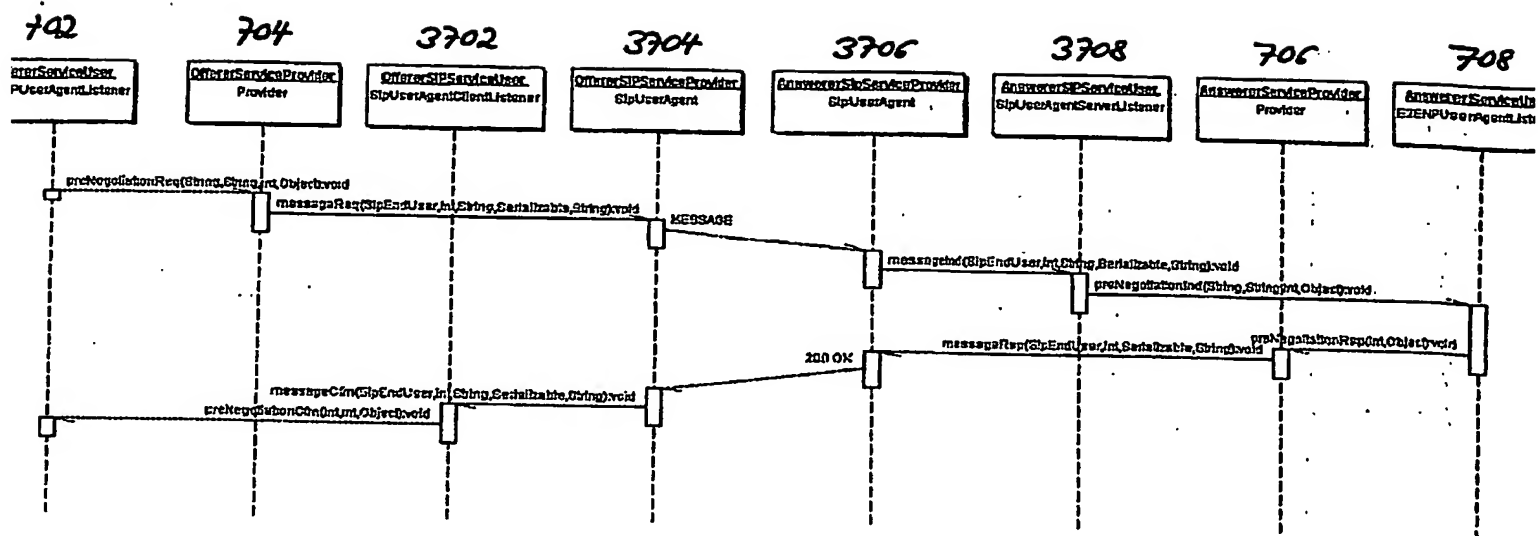 702 704 3702 3704 3706 3708 706 708
OffererServiceProvider
Provider
OffererSIPServiceUser
SipUserAgentClientListener
OffererSIPServiceProvider
SipUserAgent
AnswererSipServiceProvider
SipUserAgent
AnswererSIPServiceUser
SipUserAgentServerListener
AnswererServiceProvider
Provider
AnswererServiceUs
E2ENPUserAgentListe
erServiceUser
PUserAgentListener
preNegotiationReq(String,String,int,Object):void
messageReq(SipEndUser,int,String,Serializable,String):void
MESSAGE
messageInd(SipEndUser,int,String,Serializable,String):void
preNegotiationInd(String,String,int,Object):void
preNegotiationRsp(int,Object):void
messageRsp(SipEndUser,int,Serializable,String):void
200 OK
messageCfm(SipEndUser,int,String,Serializable,String):void
preNegotiationCfm(int,int,Object):void